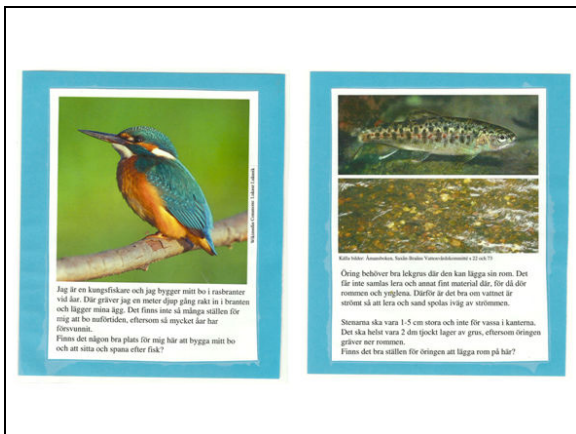 Wikimedia Commons
Jag är en kungsfiskare och jag bygger mitt bo i rasbranter
vid åar. Där gräver jag en meter djup gång rakt in i branten
och lägger mina ägg. Det finns inte så många ställen för
mig att bo nuförtiden, eftersom så mycket åar har
försvunnit.
Finns det någon bra plats för mig här att bygga mitt bo
och att sitta och spana efter fisk?
Källa bilder:
Öring behöver bra lekgrus där den kan lägga sin rom. Det
får inte samlas lera och annat fint material där, för då dör
rommen och ynglena. Därför är det bra om vattnet är
strömt så att lera och sand spolas iväg av strömmen.
Stenarna ska vara 1-5 cm stora och inte för vassa i kanterna.
Det ska helst vara 2 dm tjockt lager av grus, eftersom öringen
gräver ner rommen.
Finns det bra ställen för öringen att lägga rom på här?